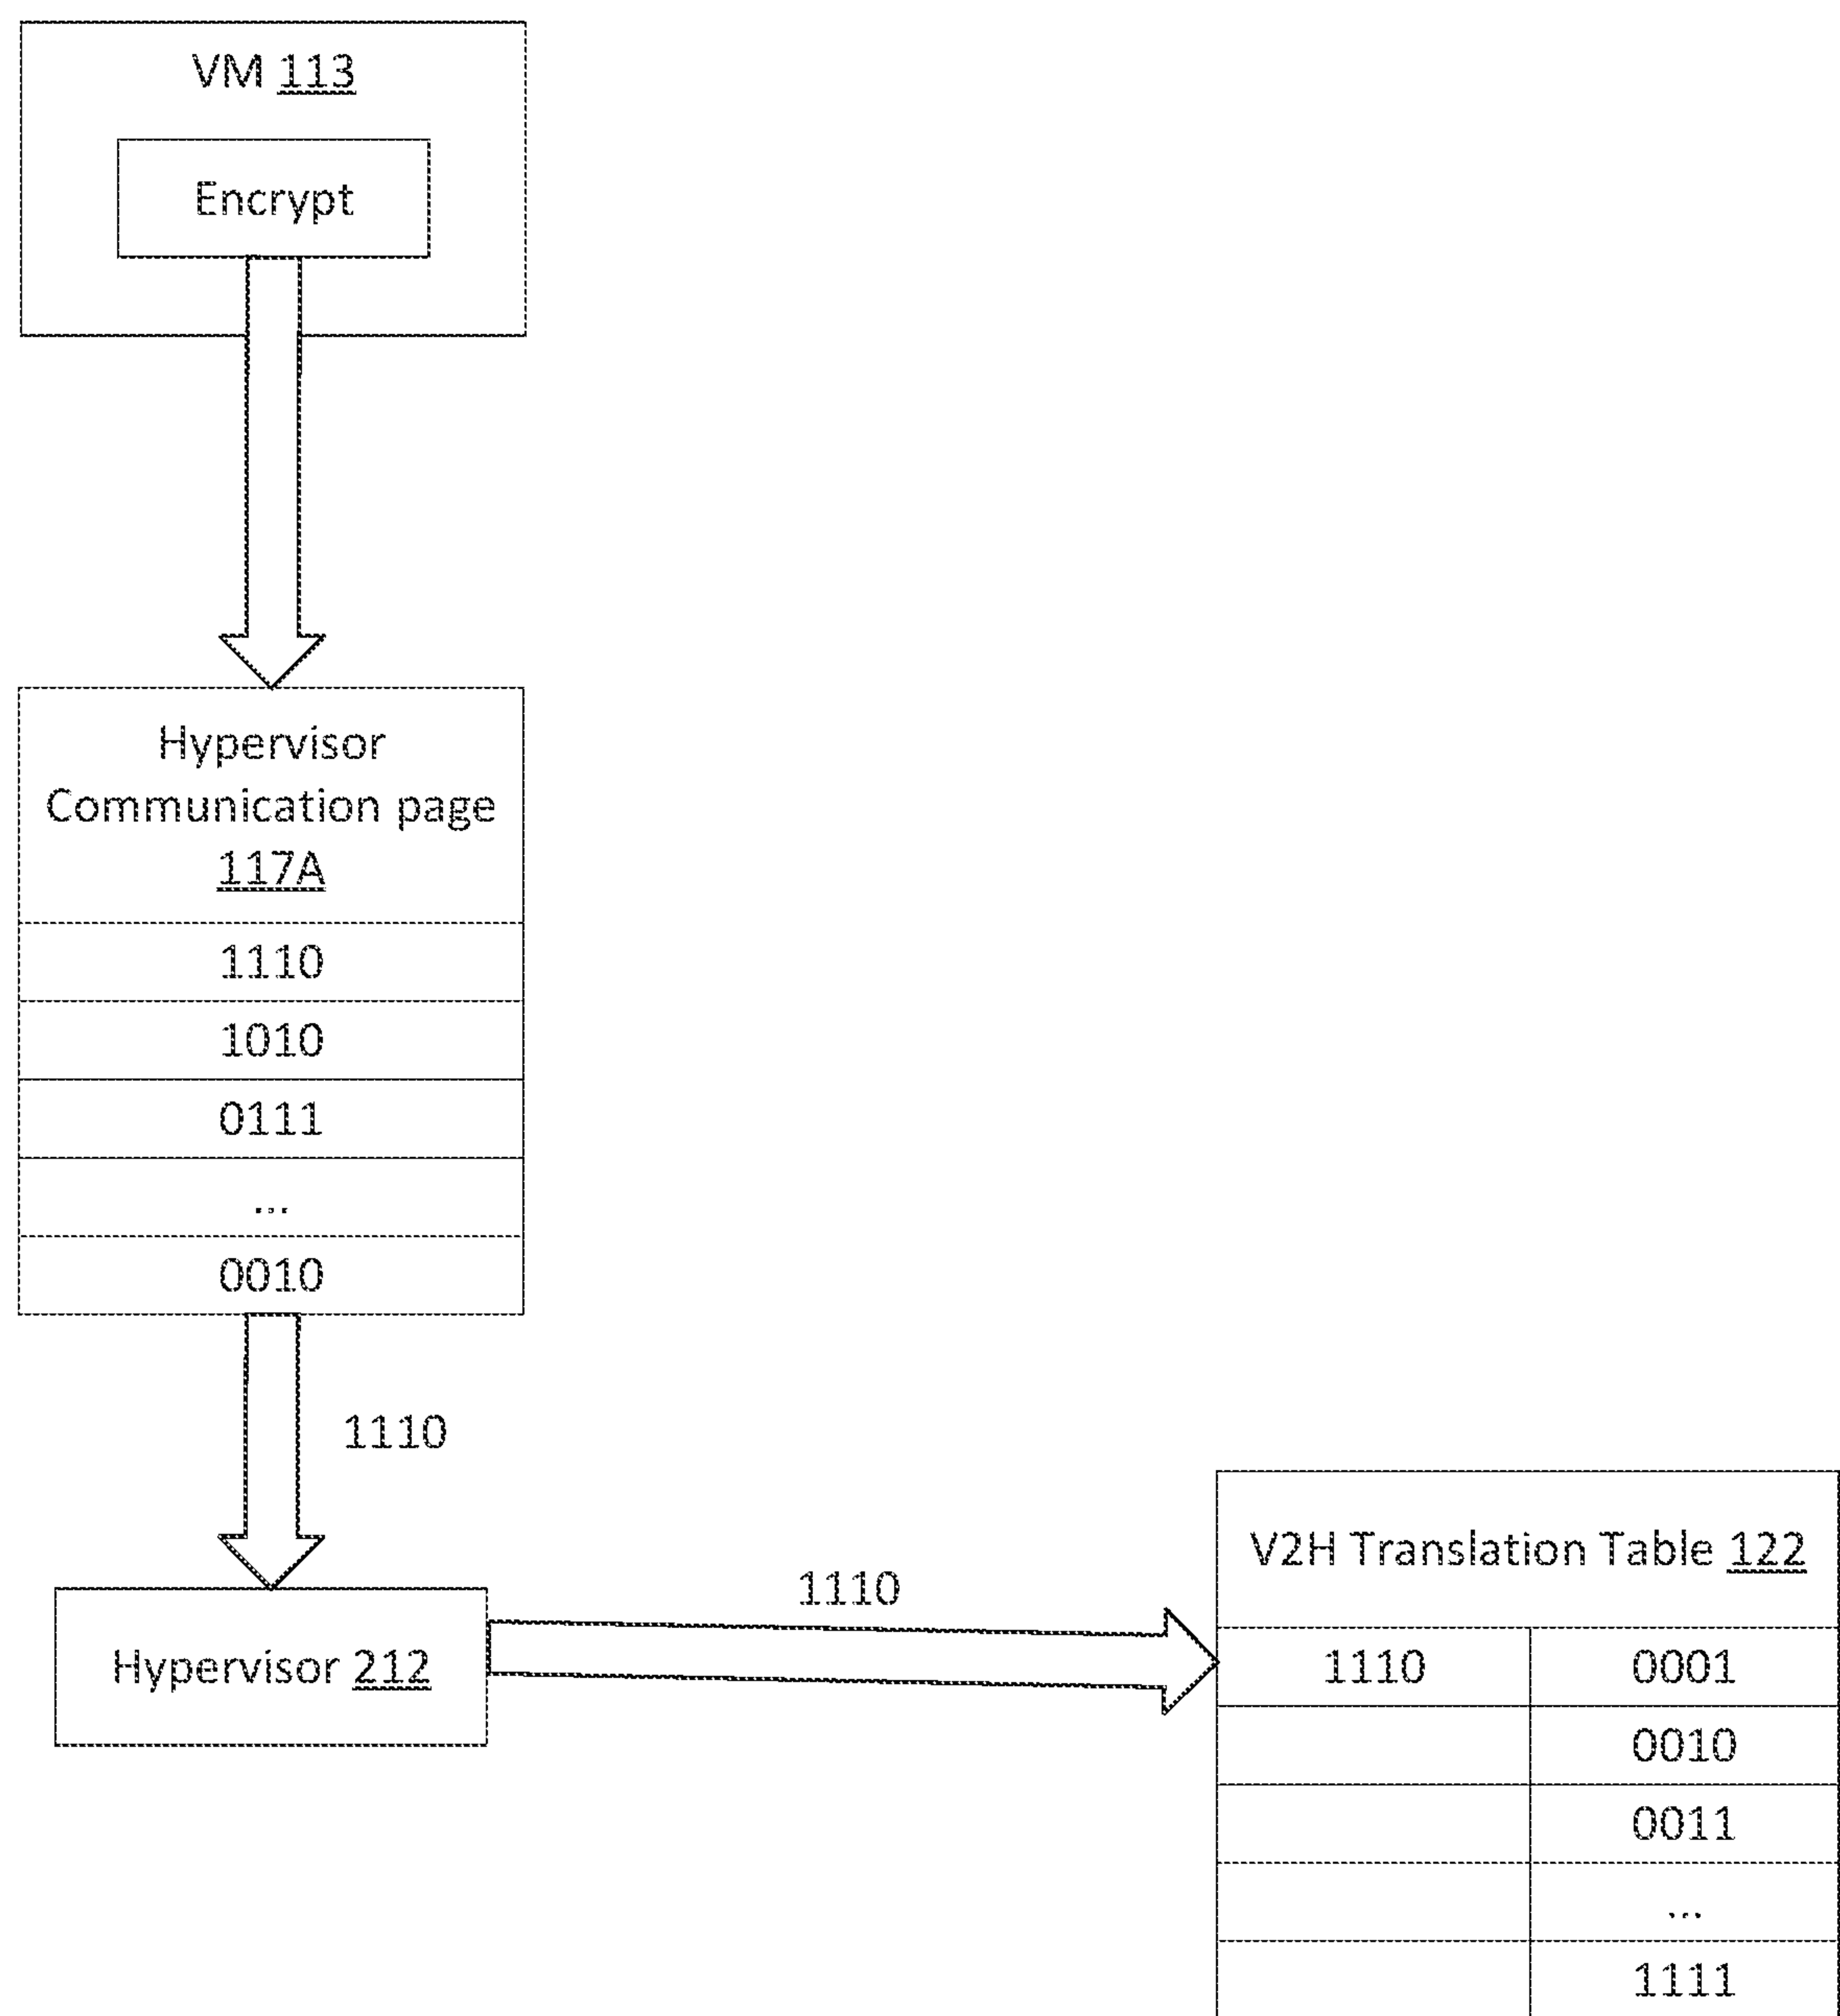 VM 113
Encrypt
Hypervisor
Communication page
117A
1110
1010
0111
...
0010
1110
Hypervisor 212
1110
V2H Translation Table 122
1110 0001
0010
0011
...
1111